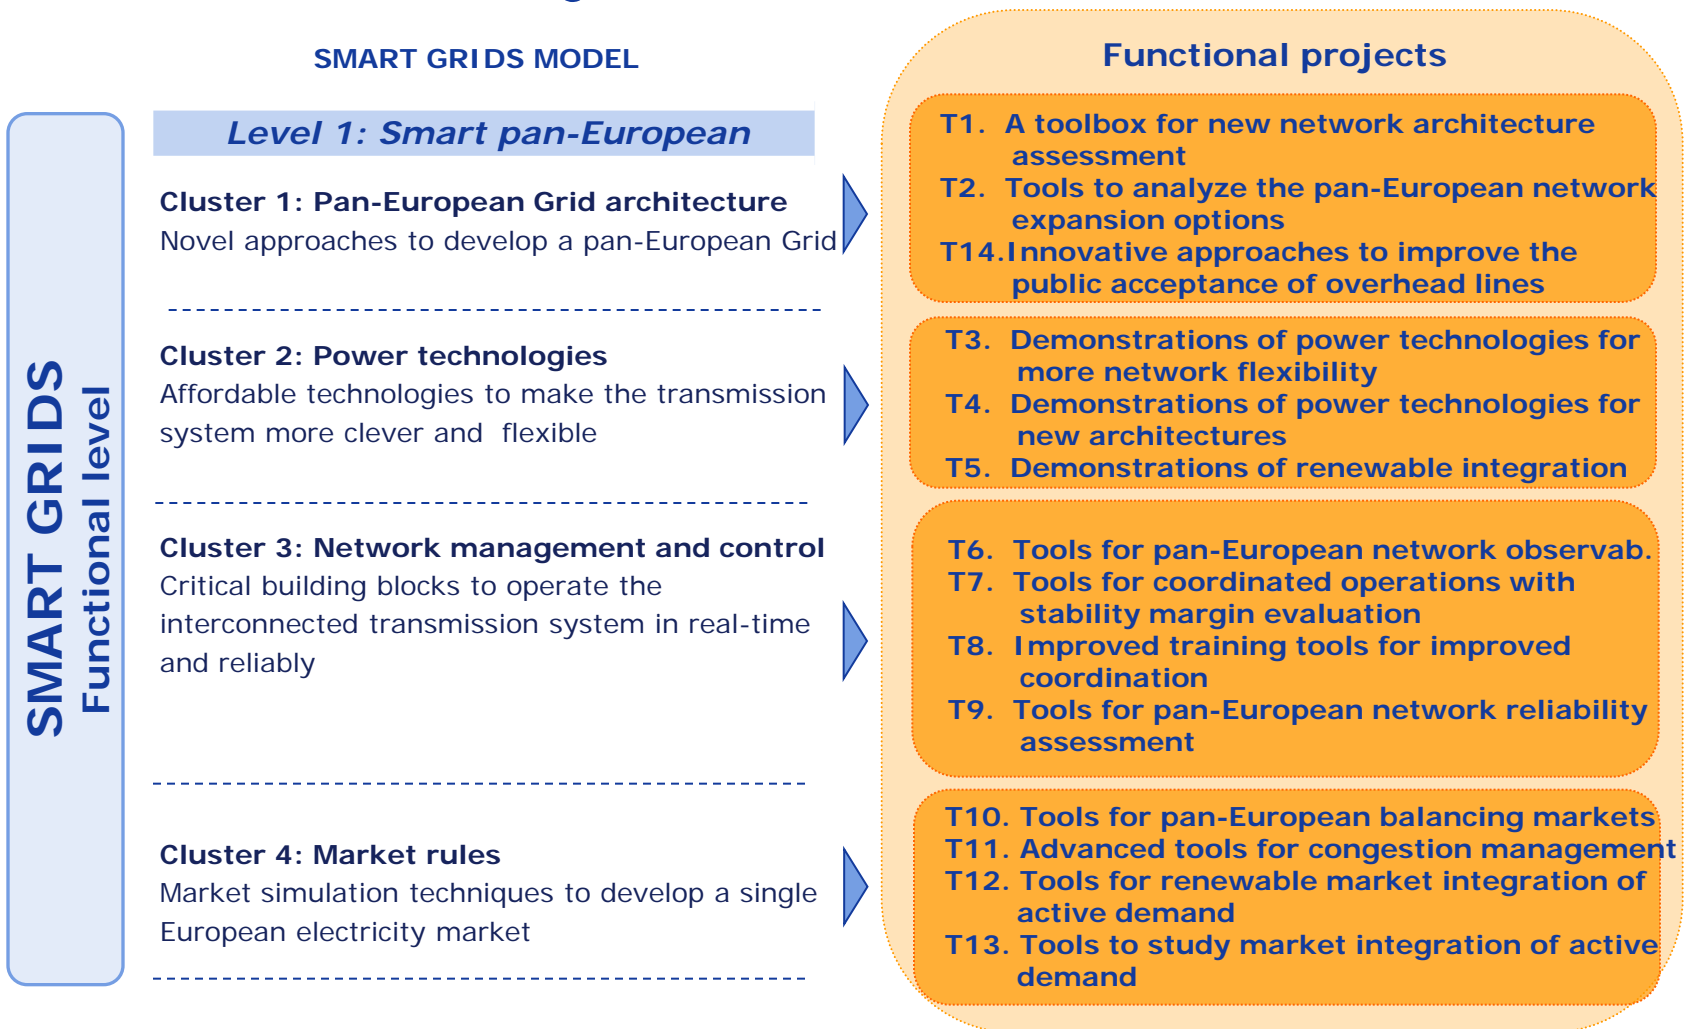 SMART GRIDS MODEL
Functional projects
SMART GRIDS
Functional level
Level 1: Smart pan-European
Cluster 1: Pan-European Grid architecture
Novel approaches to develop a pan-European Grid
T1. A toolbox for new network architecture
assessment
T2. Tools to analyze the pan-European network
expansion options
T14.Innovative approaches to improve the
public acceptance of overhead lines
Cluster 2: Power technologies
Affordable technologies to make the transmission
system more clever and flexible
T3. Demonstrations of power technologies for
more network flexibility
T4. Demonstrations of power technologies for
new architectures
T5. Demonstrations of renewable integration
Cluster 3: Network management and control
Critical building blocks to operate the
interconnected transmission system in real-time
and reliably
T6. Tools for pan-European network observab.
T7. Tools for coordinated operations with
stability margin evaluation
T8. Improved training tools for improved
coordination
T9. Tools for pan-European network reliability
assessment
Cluster 4: Market rules
Market simulation techniques to develop a single
European electricity market
T10. Tools for pan-European balancing markets
T11. Advanced tools for congestion management
T12. Tools for renewable market integration of
active demand
T13. Tools to study market integration of active
demand